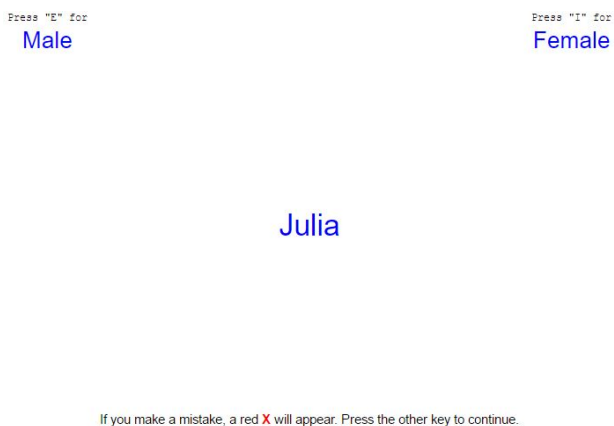 Press "E" for
Male
Press "I" for
Female
Julia
If you make a mistake, a red X will appear. Press the other key to continue.